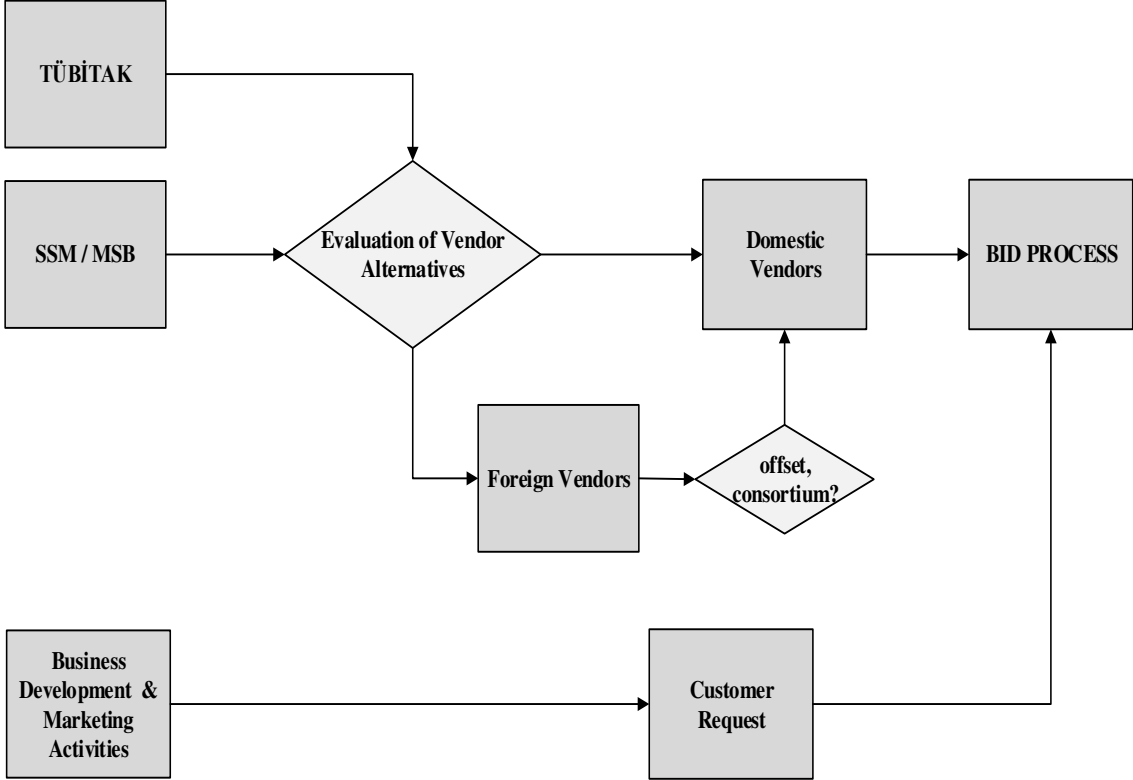 TÜBİTAK
SSM / MSB
Evaluation of Vendor
Alternatives
Domestic
Vendors
BID PROCESS
Foreign Vendors
offset,
consortium?
Business
Development &
Marketing
Activities
Customer
Request